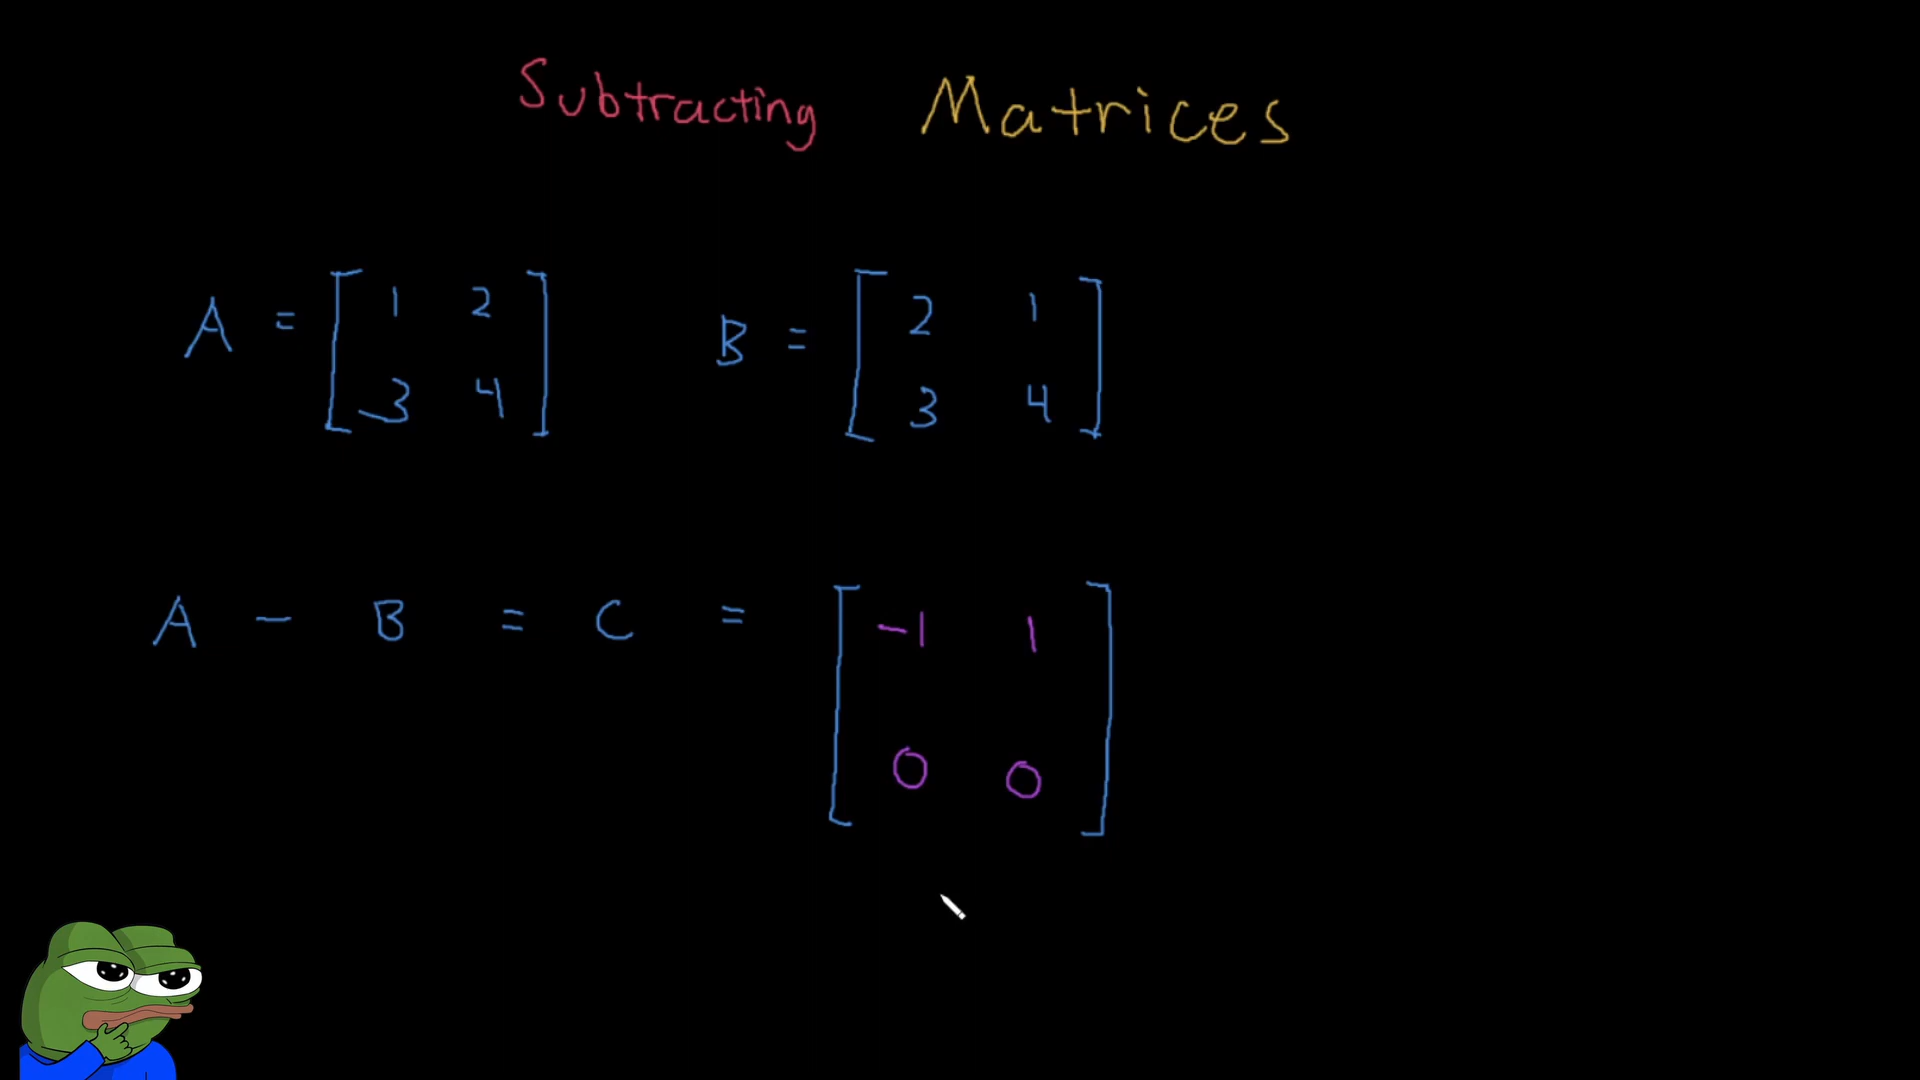 Subtracting Matrices
A = [ 1 2
3 4 ]
B = [ 2 1
3 4 ]
A - B = C = [ -1 1
0 0 ]